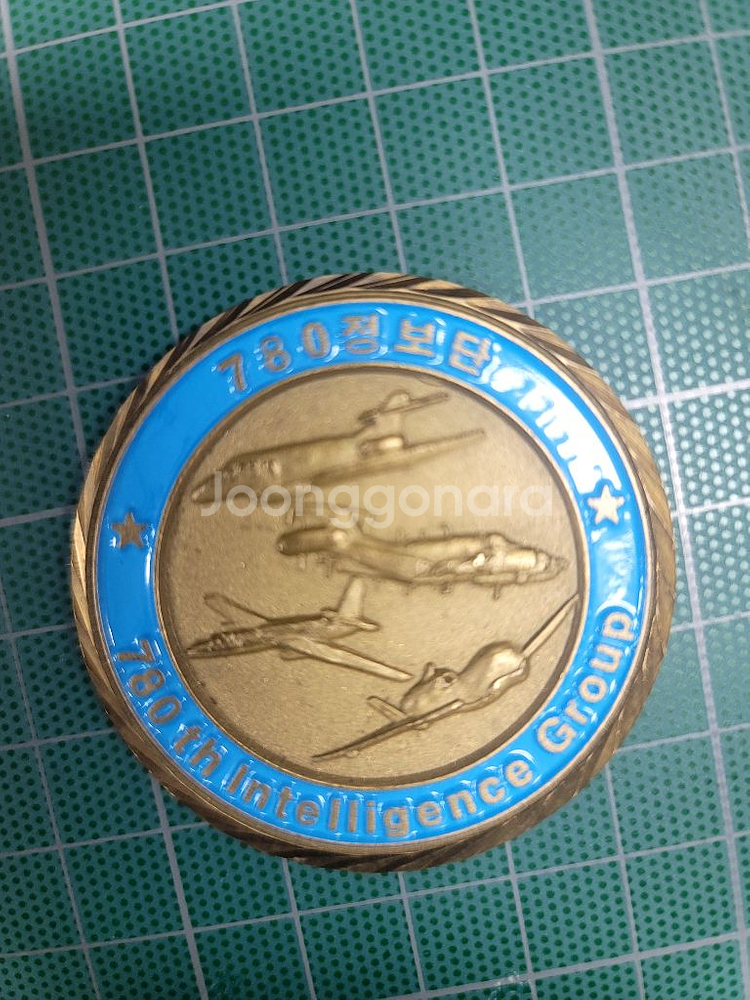 780정보단
Joonggonara
780th Intelligence Group